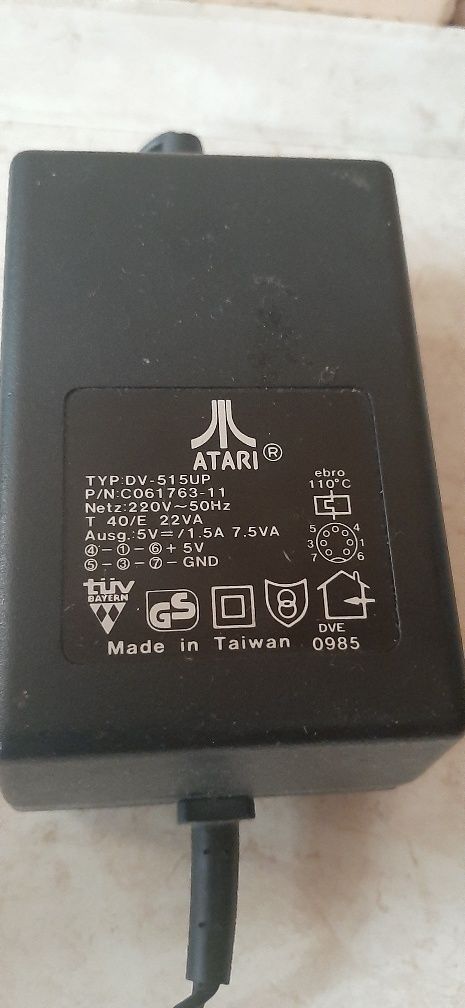 ATARI®
TYP:DV-515UP
P/N:C061763-11
Netz:220V~50Hz
T 40/E 22VA
Ausg.:5V⎓/1.5A 7.5VA
④-①-⑥+5V
⑤-③-⑦-GND
ebro
110°C
5 4
3 1
7 6
tüv
BAYERN
GS
8
DVE
Made in Taiwan 0985